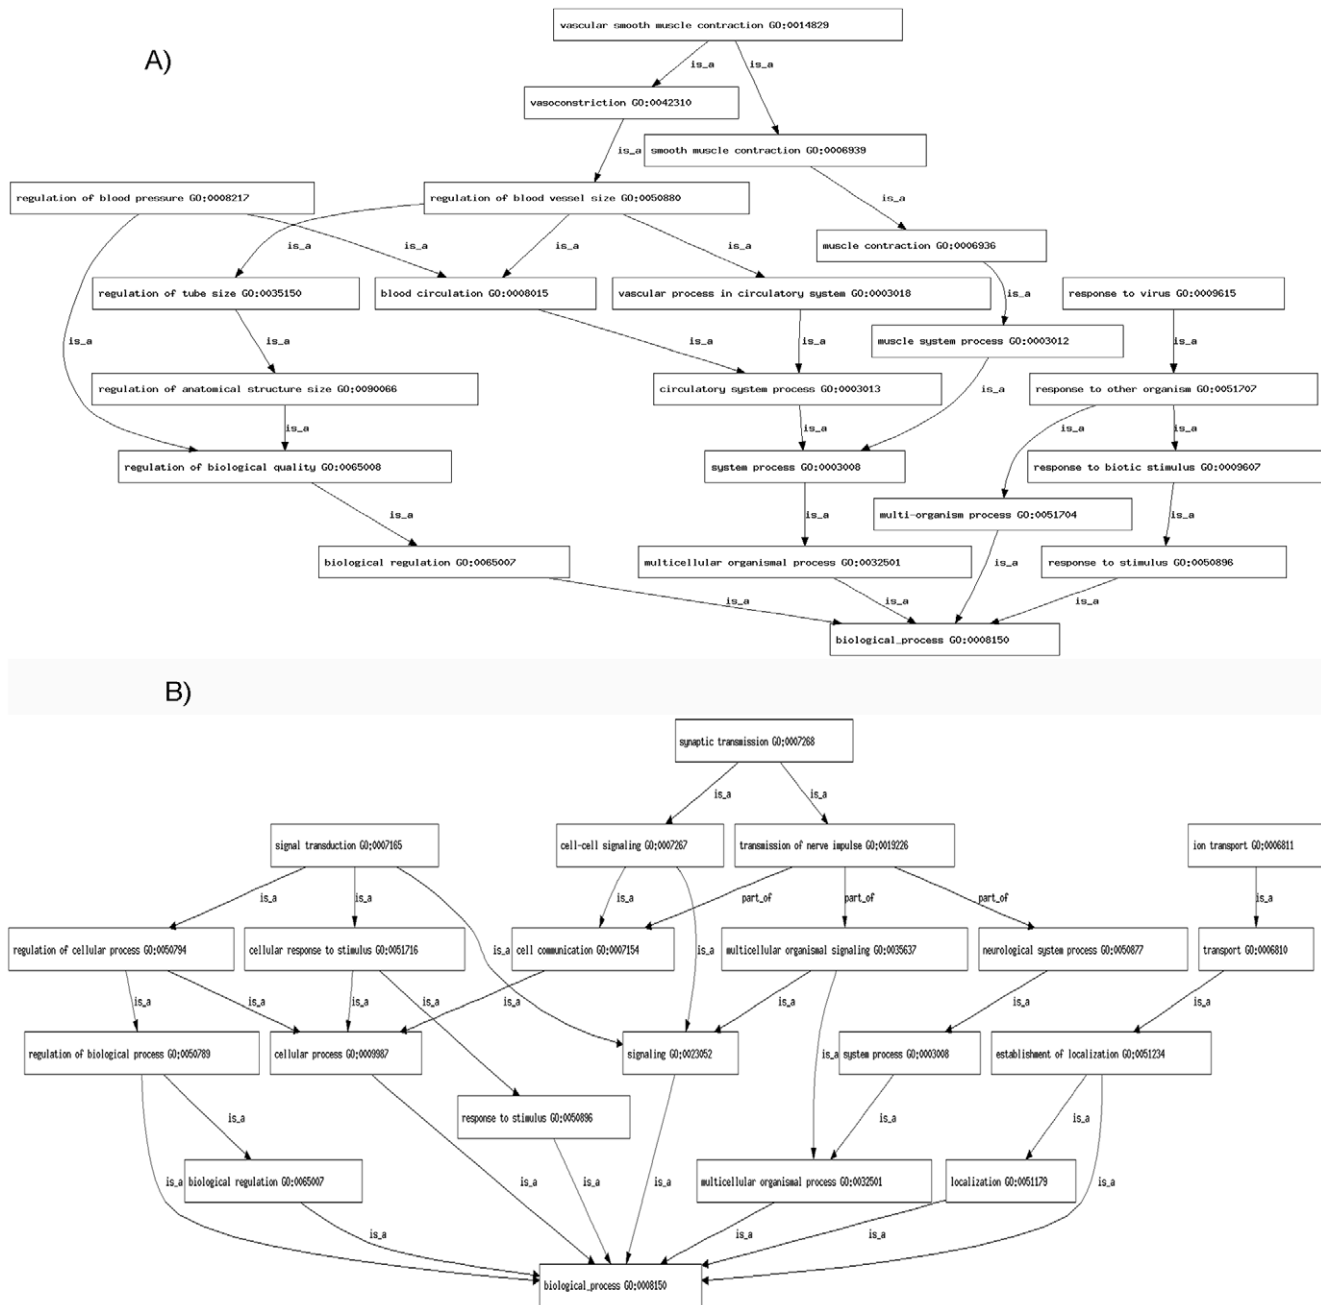 vascular smooth muscle contraction GO:0014829
A)
is_a
is_a
vasoconstriction GO:0042310
is_a
smooth muscle contraction GO:0006939
regulation of blood pressure GO:0008217
regulation of blood vessel size GO:0050880
is_a
is_a
is_a
is_a
is_a
muscle contraction GO:0006936
regulation of tube size GO:0035150
blood circulation GO:0008015
vascular process in circulatory system GO:0003018
is_a
response to virus GO:0009615
is_a
is_a
is_a
is_a
muscle system process GO:0003012
is_a
regulation of anatomical structure size GO:0090066
circulatory system process GO:0003013
is_a
response to other organism GO:0051707
is_a
is_a
is_a
is_a
regulation of biological quality GO:0065008
system process GO:0003008
response to biotic stimulus GO:0009607
is_a
is_a
multi-organism process GO:0051704
is_a
biological regulation GO:0065007
multicellular organismal process GO:0032501
is_a
response to stimulus GO:0050896
is_a
is_a
is_a
biological_process GO:0008150
B)
synaptic transmission GO:0007268
is_a
is_a
signal transduction GO:0007165
cell-cell signaling GO:0007267
transmission of nerve impulse GO:0019226
ion transport GO:0006811
is_a
is_a
is_a
part_of
part_of
part_of
is_a
regulation of cellular process GO:0050794
cellular response to stimulus GO:0051716
is_a
cell communication GO:0007154
is_a
multicellular organismal signaling GO:0035637
neurological system process GO:0050877
transport GO:0006810
is_a
is_a
is_a
is_a
is_a
is_a
is_a
is_a
regulation of biological process GO:0050789
cellular process GO:0009987
signaling GO:0023052
is_a
system process GO:0003008
establishment of localization GO:0051234
is_a
response to stimulus GO:0050896
is_a
is_a
is_a
biological regulation GO:0065007
is_a
is_a
is_a
multicellular organismal process GO:0032501
localization GO:0051179
is_a
is_a
is_a
is_a
biological_process GO:0008150